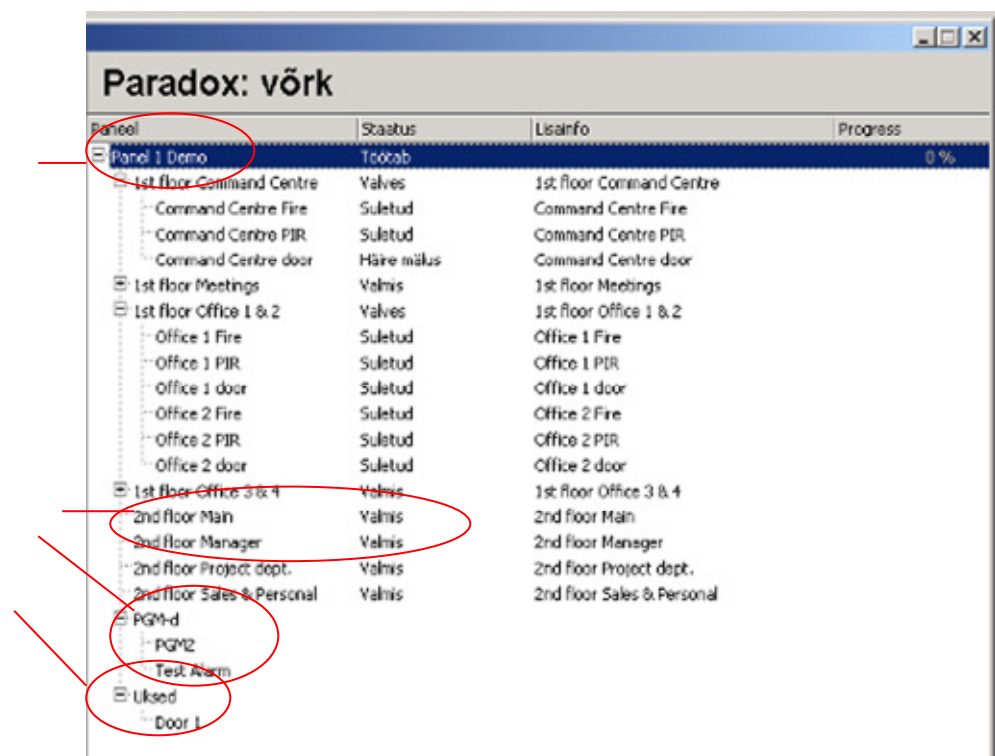 Paradox: võrk
Paneel Staatus Lisainfo Progress
Panel 1 Demo Töötab 0 %
1st floor Command Centre Valves 1st floor Command Centre
Command Centre Fire Suletud Command Centre Fire
Command Centre PIR Suletud Command Centre PIR
Command Centre door Häire mälus Command Centre door
1st floor Meetings Valmis 1st floor Meetings
1st floor Office 1 & 2 Valves 1st floor Office 1 & 2
Office 1 Fire Suletud Office 1 Fire
Office 1 PIR Suletud Office 1 PIR
Office 1 door Suletud Office 1 door
Office 2 Fire Suletud Office 2 Fire
Office 2 PIR Suletud Office 2 PIR
Office 2 door Suletud Office 2 door
1st floor Office 3 & 4 Valmis 1st floor Office 3 & 4
2nd floor Main Valmis 2nd floor Main
2nd floor Manager Valmis 2nd floor Manager
2nd floor Project dept. Valmis 2nd floor Project dept.
2nd floor Sales & Personal Valmis 2nd floor Sales & Personal
PGM-d
PGM2
Test Alarm
Uksed
Door 1